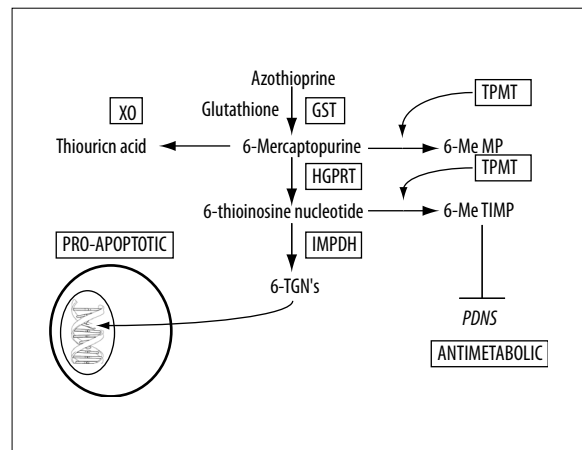 Azothioprine
Glutathione
GST
TPMT
XO
Thiouricn acid
6-Mercaptopurine
6-Me MP
HGPRT
TPMT
6-thioinosine nucleotide
6-Me TIMP
PRO-APOPTOTIC
IMPDH
6-TGN's
PDNS
ANTIMETABOLIC